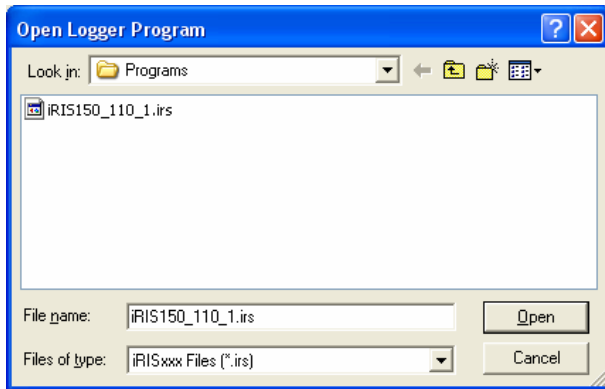 Open Logger Program
Look in: Programs
iRIS150_110_1.irs
File name: iRIS150_110_1.irs Open
Files of type: iRISxxx Files (*.irs) Cancel